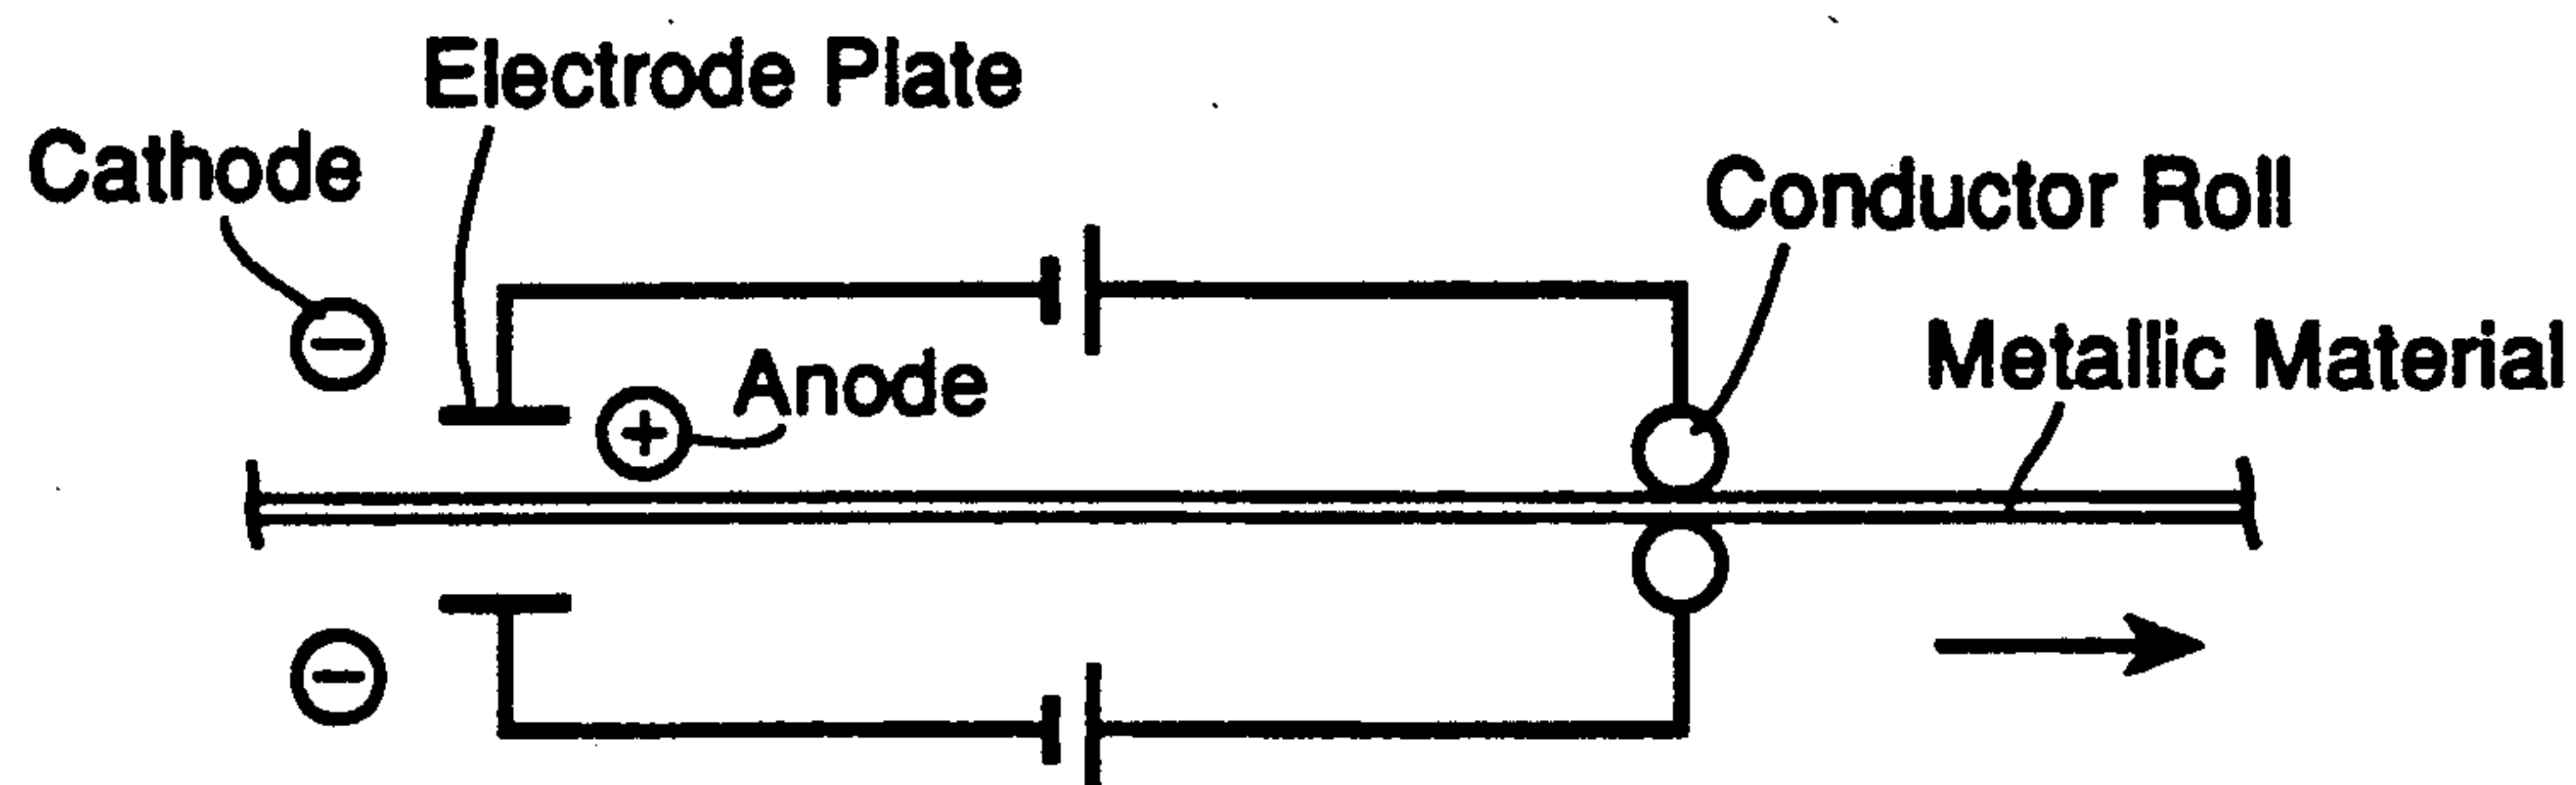 Electrode Plate
Cathode
Conductor Roll
Metallic Material
−
Anode
+
−